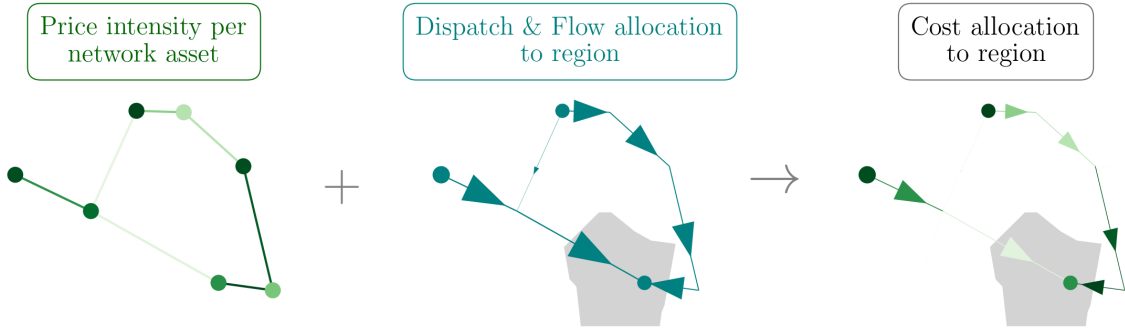 Price intensity per
network asset
Dispatch & Flow allocation
to region
Cost allocation
to region
+
→